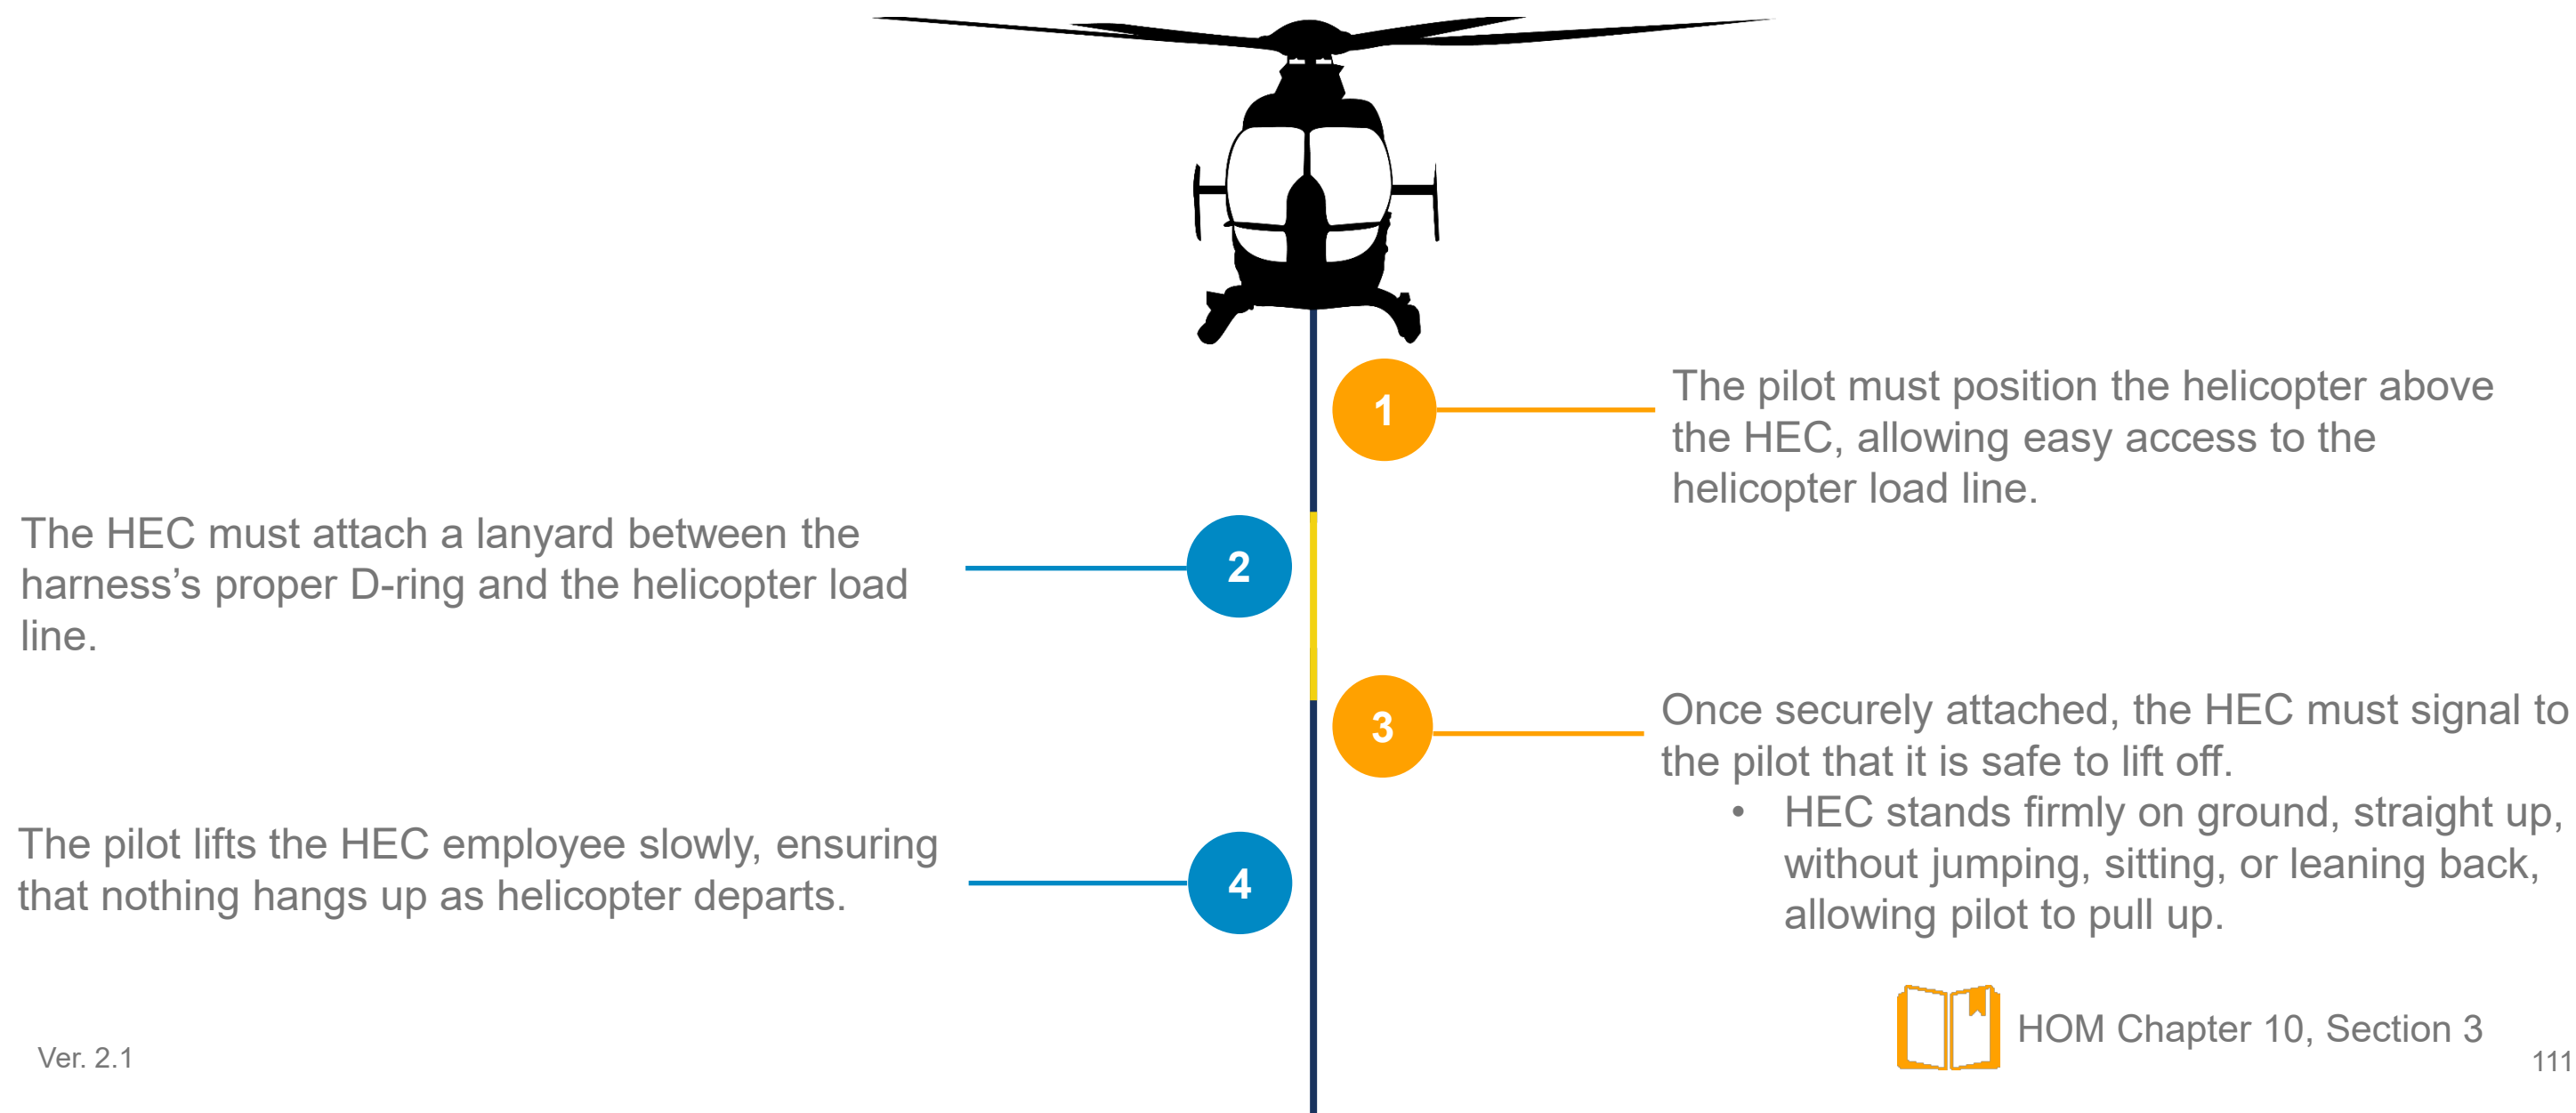 1
The pilot must position the helicopter above
the HEC, allowing easy access to the
helicopter load line.
2
The HEC must attach a lanyard between the
harness’s proper D-ring and the helicopter load
line.
3
Once securely attached, the HEC must signal to
the pilot that it is safe to lift off.
• HEC stands firmly on ground, straight up,
without jumping, sitting, or leaning back,
allowing pilot to pull up.
4
The pilot lifts the HEC employee slowly, ensuring
that nothing hangs up as helicopter departs.
HOM Chapter 10, Section 3
Ver. 2.1
111